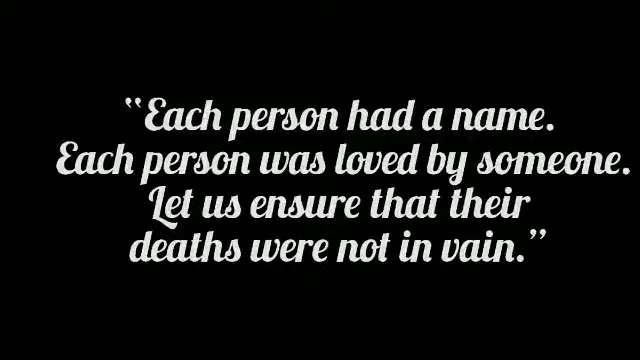 “Each person had a name.
Each person was loved by someone.
Let us ensure that their
deaths were not in vain.”